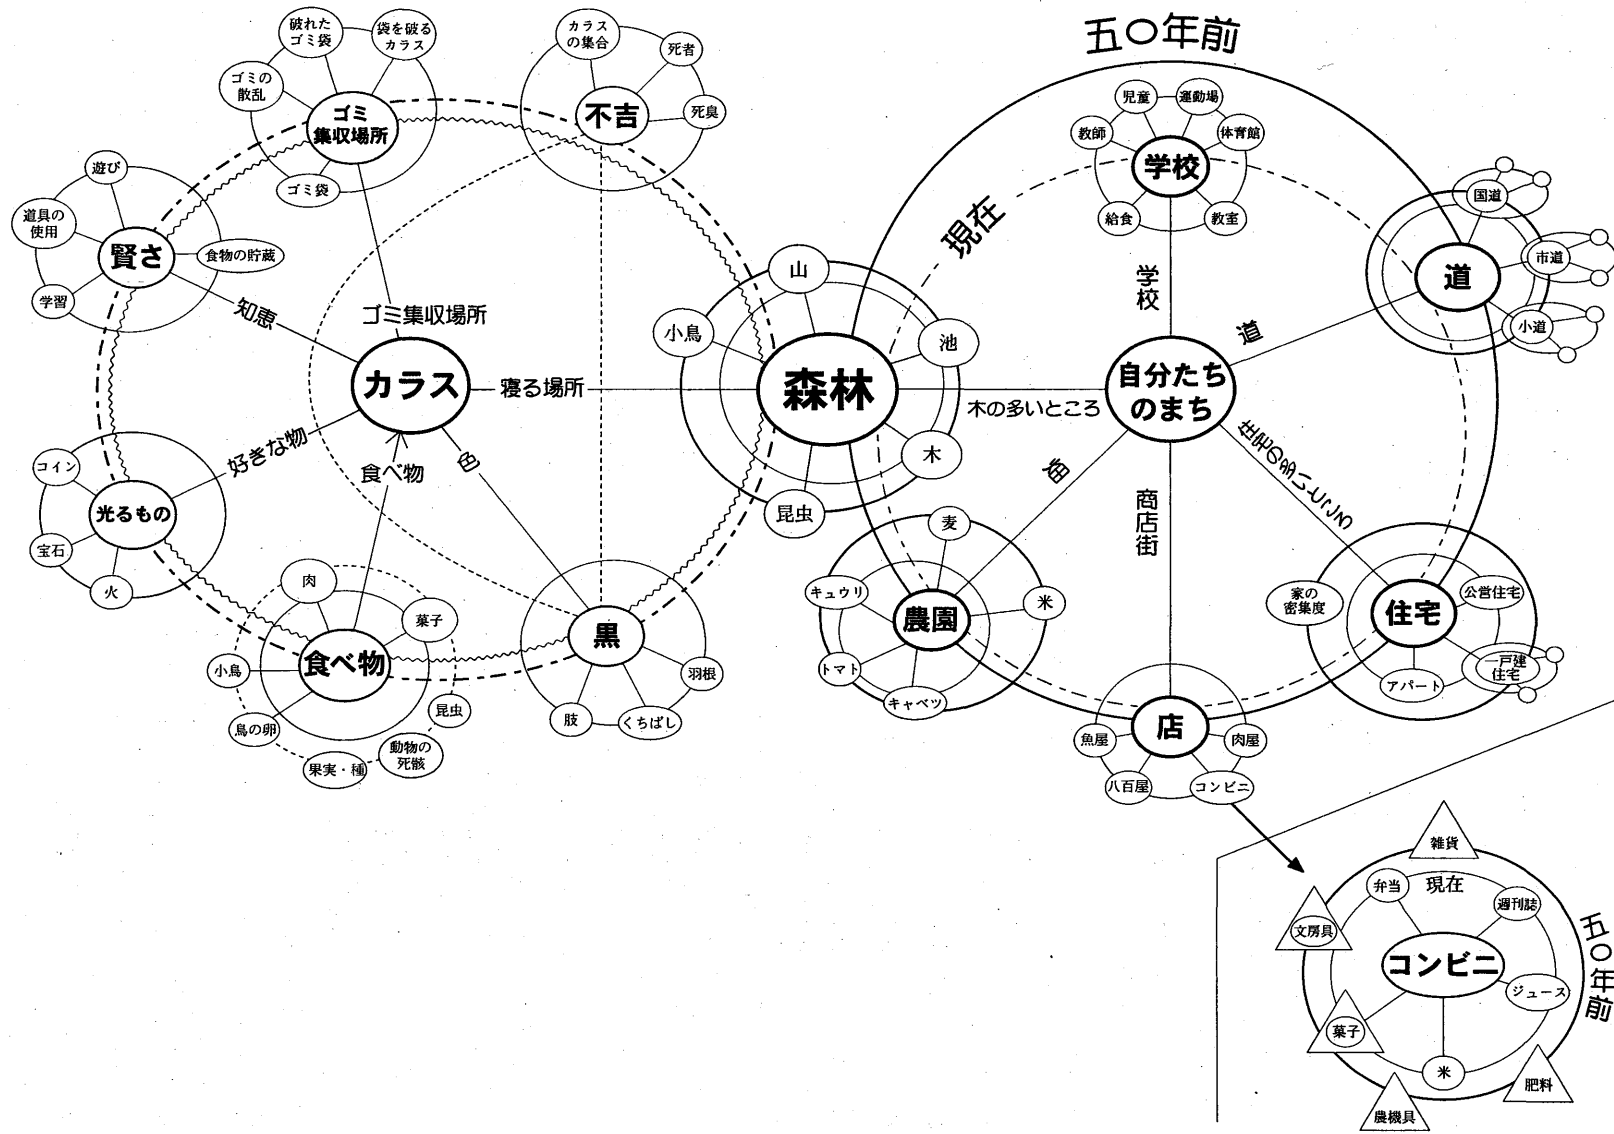 破れた
ゴミ袋
袋を破る
カラス
ゴミの
散乱
ゴミ
集収場所
ゴミ袋
カラス
の集合
死者
死臭
不吉
遊び
道具の
使用
賢さ
食物の貯蔵
学習
知恵
ゴミ集収場所
カラス
寝る場所
好きな物
食べ物
色
コイン
光るもの
宝石
火
肉
菓子
小鳥
食べ物
鳥の卵
昆虫
果実・種
動物の
死骸
黒
羽根
肢
くちばし
五〇年前
現在
児童
運動場
教師
体育館
学校
給食
教室
学校
国道
市道
道
小道
道
山
小鳥
池
森林
木
昆虫
木の多いところ
自分たち
のまち
畑
商店街
住宅の多いところ
麦
キュウリ
米
農園
トマト
キャベツ
家の
密集度
公営住宅
住宅
一戸建
住宅
アパート
店
魚屋
肉屋
八百屋
コンビニ
雑貨
弁当
現在
週刊誌
文房具
コンビニ
ジュース
菓子
米
肥料
農機具
五〇年前